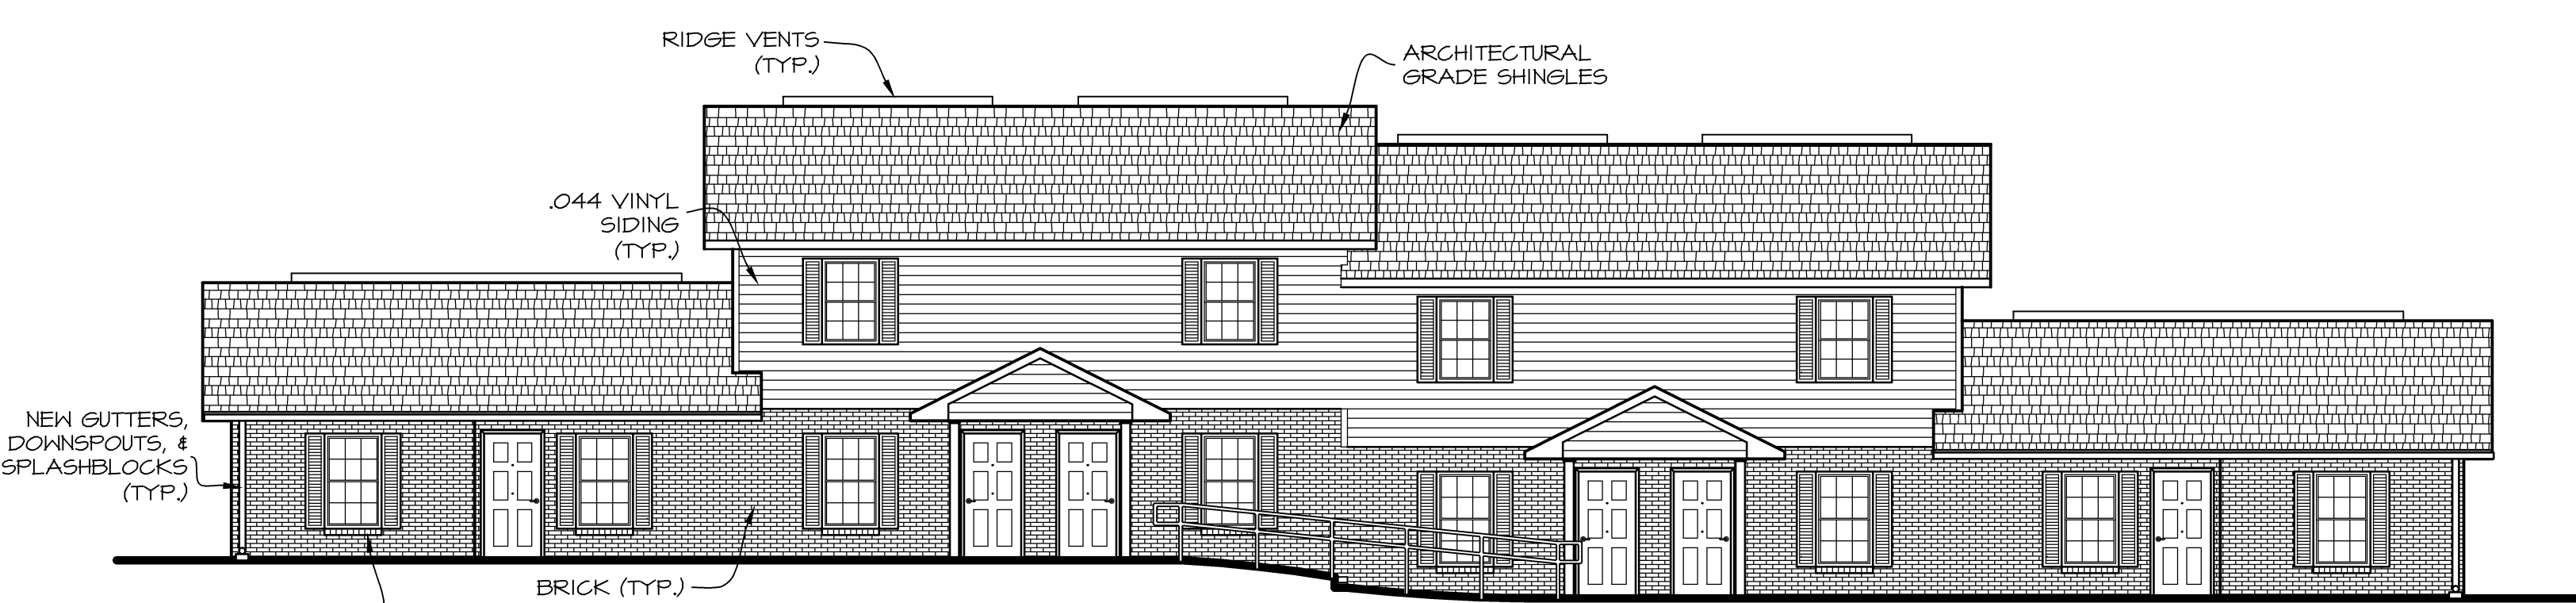 RIDGE VENTS
(TYP.)
ARCHITECTURAL
GRADE SHINGLES
.044 VINYL
SIDING
(TYP.)
NEW GUTTERS,
DOWNSPOUTS, &
SPLASHBLOCKS
(TYP.)
BRICK (TYP.)